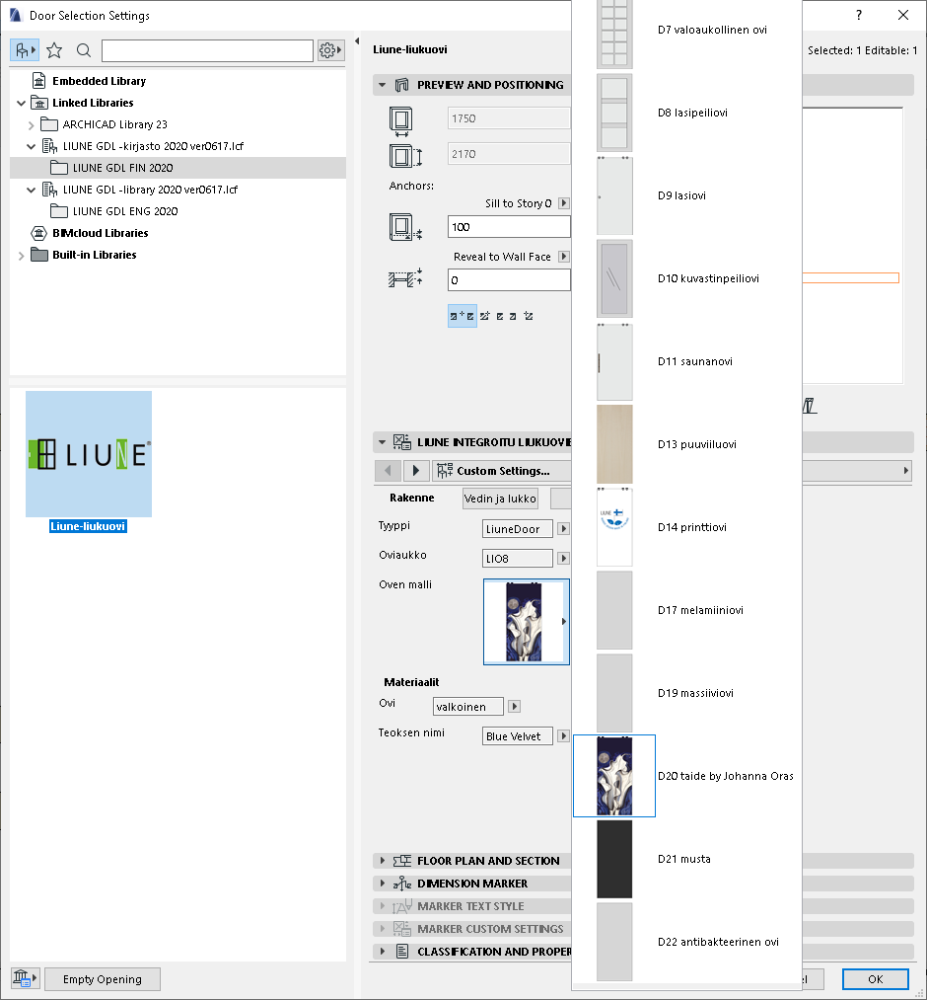 Door Selection Settings
?
Liune-liukuovi
Selected: 1 Editable: 1
Embedded Library
Linked Libraries
ARCHICAD Library 23
LIUNE GDL -kirjasto 2020 ver0617.lcf
LIUNE GDL FIN 2020
LIUNE GDL -library 2020 ver0617.lcf
LIUNE GDL ENG 2020
BIMcloud Libraries
Built-in Libraries
LIUNE®
Liune-liukuovi
Empty Opening
PREVIEW AND POSITIONING
1750
2170
Anchors:
Sill to Story 0
100
Reveal to Wall Face
0
LIUNE INTEGROITU LIUKUOVIE
Custom Settings...
Rakenne
Vedin ja lukko
Tyyppi
LiuneDoor
Oviaukko
LIO8
Oven malli
Materiaalit
Ovi
valkoinen
Teoksen nimi
Blue Velvet
FLOOR PLAN AND SECTION
DIMENSION MARKER
MARKER TEXT STYLE
MARKER CUSTOM SETTINGS
CLASSIFICATION AND PROPER
D7 valoaukollinen ovi
D8 lasipeiliovi
D9 lasiovi
D10 kuvastinpeiliovi
D11 saunanovi
D13 puuviiluovi
LIUNE
D14 printtiovi
D17 melamiiniovi
D19 massiiviovi
D20 taide by Johanna Oras
D21 musta
D22 antibakteerinen ovi
el
OK